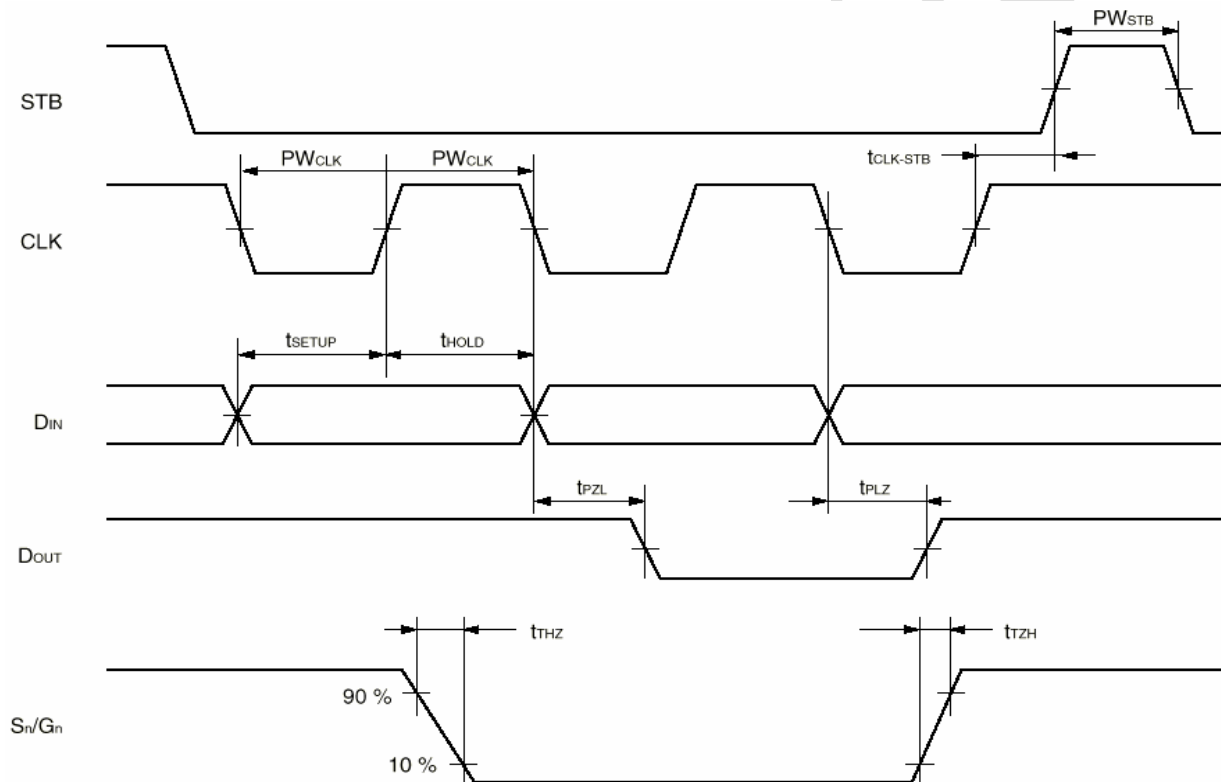 PWSTB
STB
PWCLK PWCLK
tCLK-STB
CLK
tSETUP tHOLD
DIN
tPZL tPLZ
DOUT
tTHZ tTZH
90 %
Sn/Gn
10 %